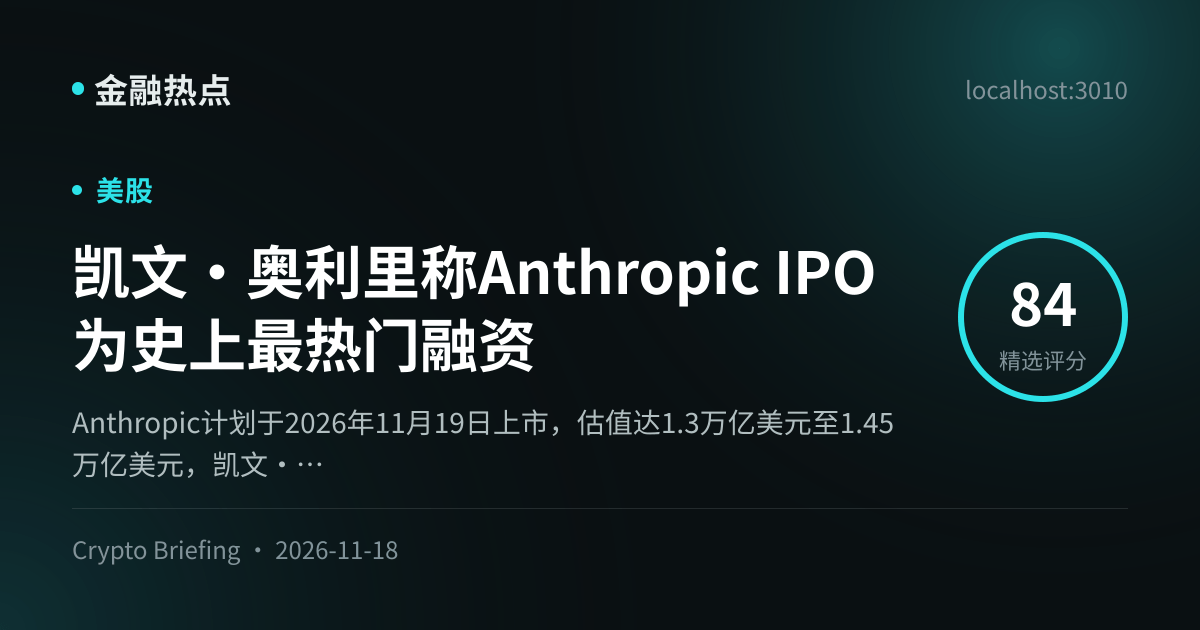 金融热点
localhost:3010
美股
凯文·奥利里称Anthropic IPO
为史上最热门融资
84
精选评分
Anthropic计划于2026年11月19日上市，估值达1.3万亿美元至1.45
万亿美元，凯文·…
Crypto Briefing · 2026-11-18